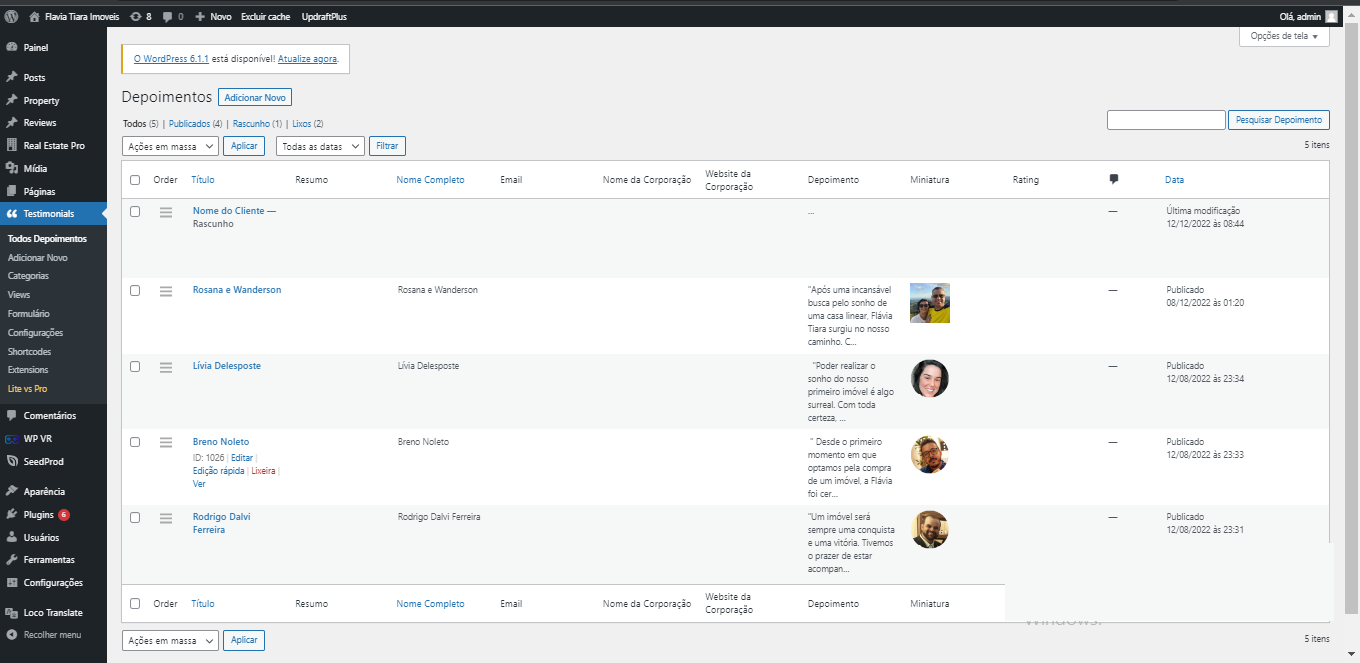 Flavia Tiara Imoveis 8 0 Novo Excluir cache UpdraftPlus Olá, admin
Opções de tela
Painel
Posts
Property
Reviews
Real Estate Pro
Mídia
Páginas
Testimonials
Todos Depoimentos
Adicionar Novo
Categorias
Views
Formulário
Configurações
Shortcodes
Extensions
Lite vs Pro
Comentários
WP VR
SeedProd
Aparência
Plugins 6
Usuários
Ferramentas
Configurações
Loco Translate
Recolher menu
O WordPress 6.1.1 está disponível! Atualize agora.
Depoimentos Adicionar Novo
Todos (5) | Publicados (4) | Rascunho (1) | Lixos (2)
Pesquisar Depoimento
Ações em massa Aplicar Todas as datas Filtrar
5 itens
Order Título Resumo Nome Completo Email Nome da Corporação Website da Corporação Depoimento Miniatura Rating Data
Nome do Cliente —
Rascunho
...
—
Última modificação
12/12/2022 às 08:44
Rosana e Wanderson
Rosana e Wanderson
"Após uma incansável
busca pelo sonho de
uma casa linear, Flávia
Tiara surgiu no nosso
caminho. C...
—
Publicado
08/12/2022 às 01:20
Lívia Delesposte
Lívia Delesposte
"Poder realizar o
sonho do nosso
primeiro imóvel é algo
surreal. Com toda
certeza, ...
—
Publicado
12/08/2022 às 23:34
Breno Noleto
ID: 1026 | Editar |
Edição rápida | Lixeira |
Ver
Breno Noleto
" Desde o primeiro
momento em que
optamos pela compra
de um imóvel, a Flávia
foi cer...
—
Publicado
12/08/2022 às 23:33
Rodrigo Dalvi
Ferreira
Rodrigo Dalvi Ferreira
"Um imóvel será
sempre uma conquista
e uma vitória. Tivemos
o prazer de estar
acompan...
—
Publicado
12/08/2022 às 23:31
Order Título Resumo Nome Completo Email Nome da Corporação Website da Corporação Depoimento Miniatura
Windows.
Ações em massa Aplicar
5 itens